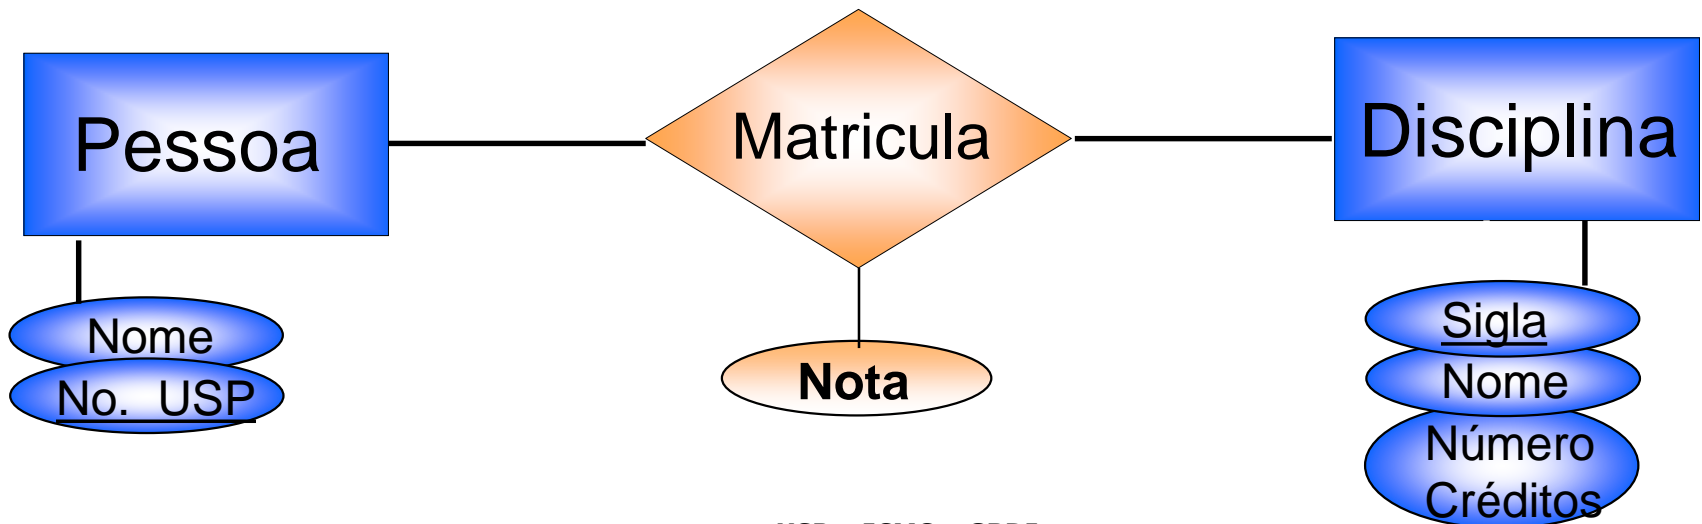 Pessoa
Matricula
Disciplina
Nome
No. USP
Nota
Sigla
Nome
Número
Créditos